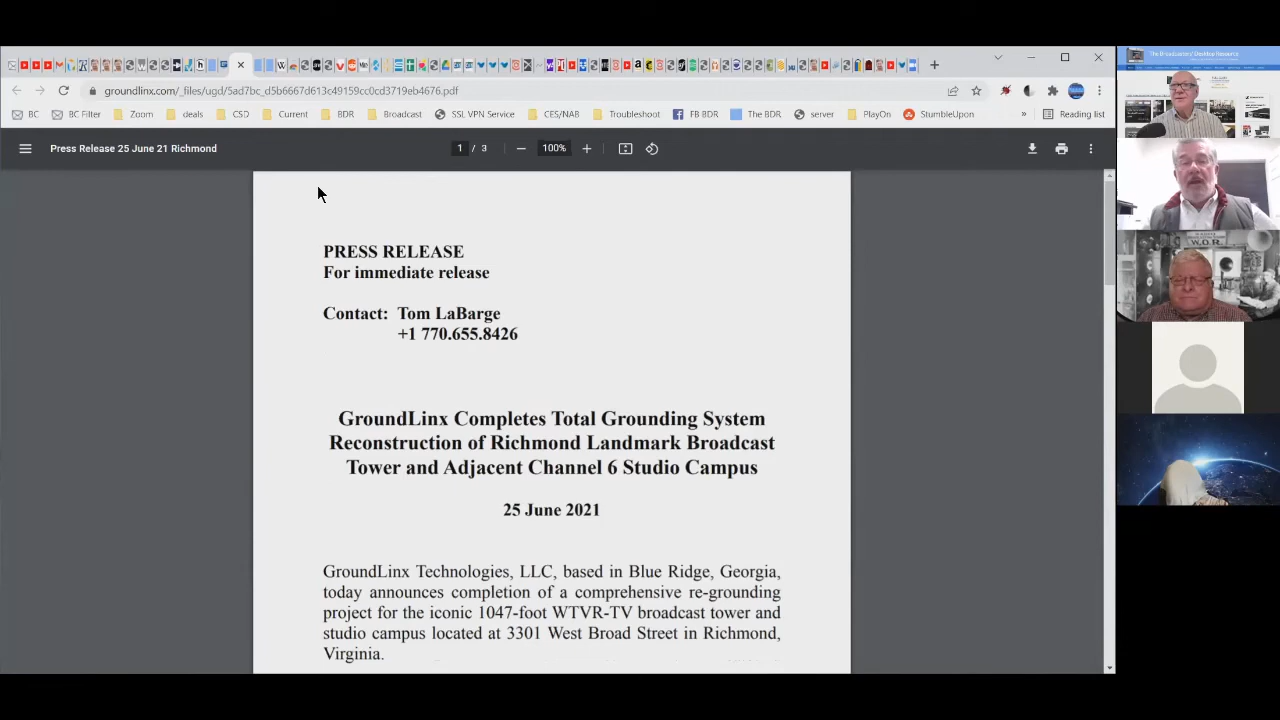 The Broadcasters' Desktop Resource
groundlinx.com/_files/ugd/5ad7bc_d5b6667d613c49159cc0cd3719eb4676.pdf
BC
BC Filter
Zoom
deals
CSD
Current
BDR
Broadcast
SSL VPN Service
CES/NAB
Troubleshoot
FB BDR
The BDR
server
PlayOn
StumbleUpon
»
Reading list
Press Release 25 June 21 Richmond
1 / 3
100%
W.O.R.
PRESS RELEASE
For immediate release
Contact: Tom LaBarge
+1 770.655.8426
GroundLinx Completes Total Grounding System
Reconstruction of Richmond Landmark Broadcast
Tower and Adjacent Channel 6 Studio Campus
25 June 2021
GroundLinx Technologies, LLC, based in Blue Ridge, Georgia,
today announces completion of a comprehensive re-grounding
project for the iconic 1047-foot WTVR-TV broadcast tower and
studio campus located at 3301 West Broad Street in Richmond,
Virginia.